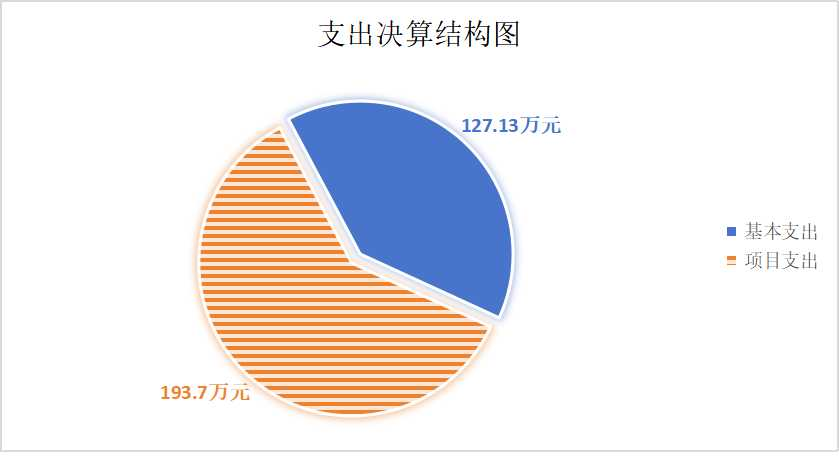 支出决算结构图
127.13万元
基本支出
项目支出
193.7万元